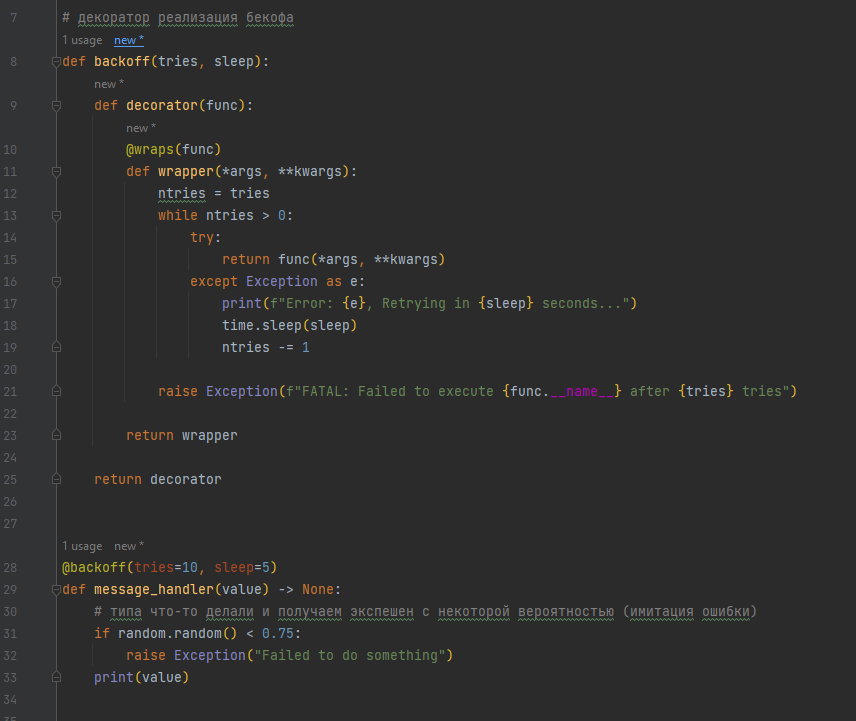 7 # декоратор реализация бекофа
1 usage new *
8 def backoff(tries, sleep):
new *
9 def decorator(func):
new *
10 @wraps(func)
11 def wrapper(*args, **kwargs):
12 ntries = tries
13 while ntries > 0:
14 try:
15 return func(*args, **kwargs)
16 except Exception as e:
17 print(f"Error: {e}, Retrying in {sleep} seconds...")
18 time.sleep(sleep)
19 ntries -= 1
20
21 raise Exception(f"FATAL: Failed to execute {func.__name__} after {tries} tries")
22
23 return wrapper
24
25 return decorator
26
27
1 usage new *
28 @backoff(tries=10, sleep=5)
29 def message_handler(value) -> None:
30 # типа что-то делали и получаем экспешен с некоторой вероятностью (имитация ошибки)
31 if random.random() < 0.75:
32 raise Exception("Failed to do something")
33 print(value)
34
35